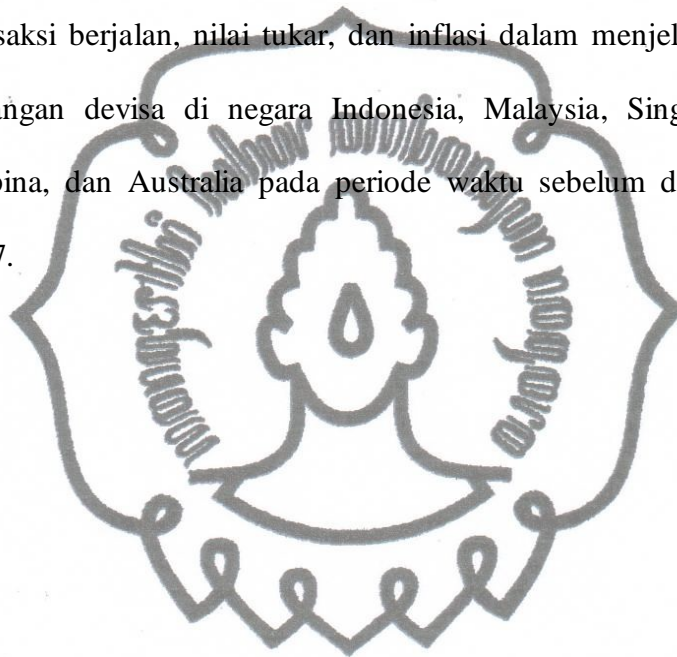 saksi berjalan, nilai tukar, dan inflasi dalam menjel
angan devisa di negara Indonesia, Malaysia, Sing
pina, dan Australia pada periode waktu sebelum d
7.